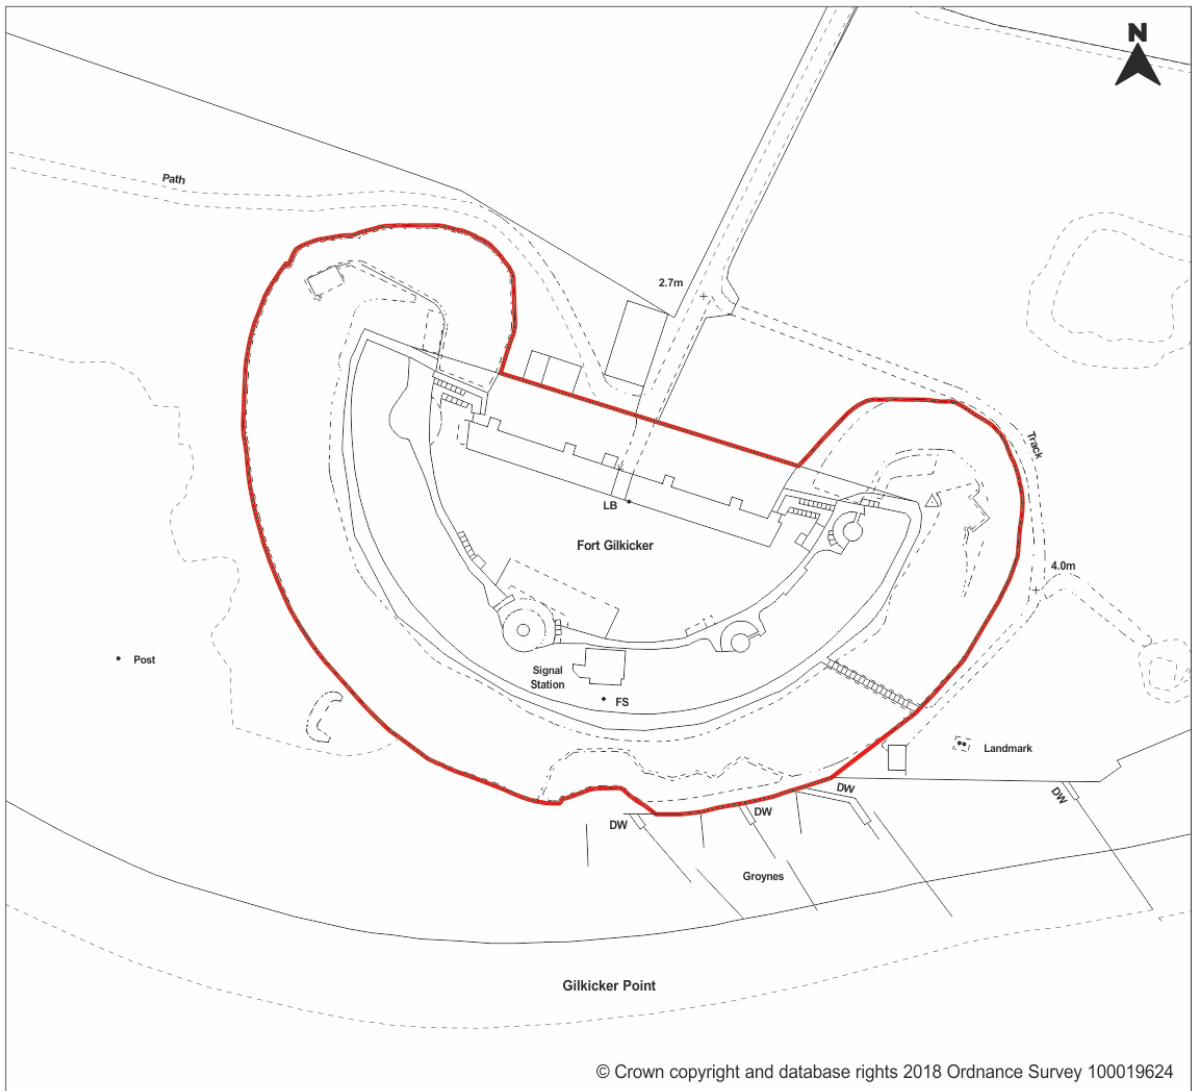 N
Path
2.7m
Track
LB
Fort Gilkicker
4.0m
Post
Signal
Station
FS
Landmark
DW
DW
DW
DW
Groynes
Gilkicker Point
© Crown copyright and database rights 2018 Ordnance Survey 100019624